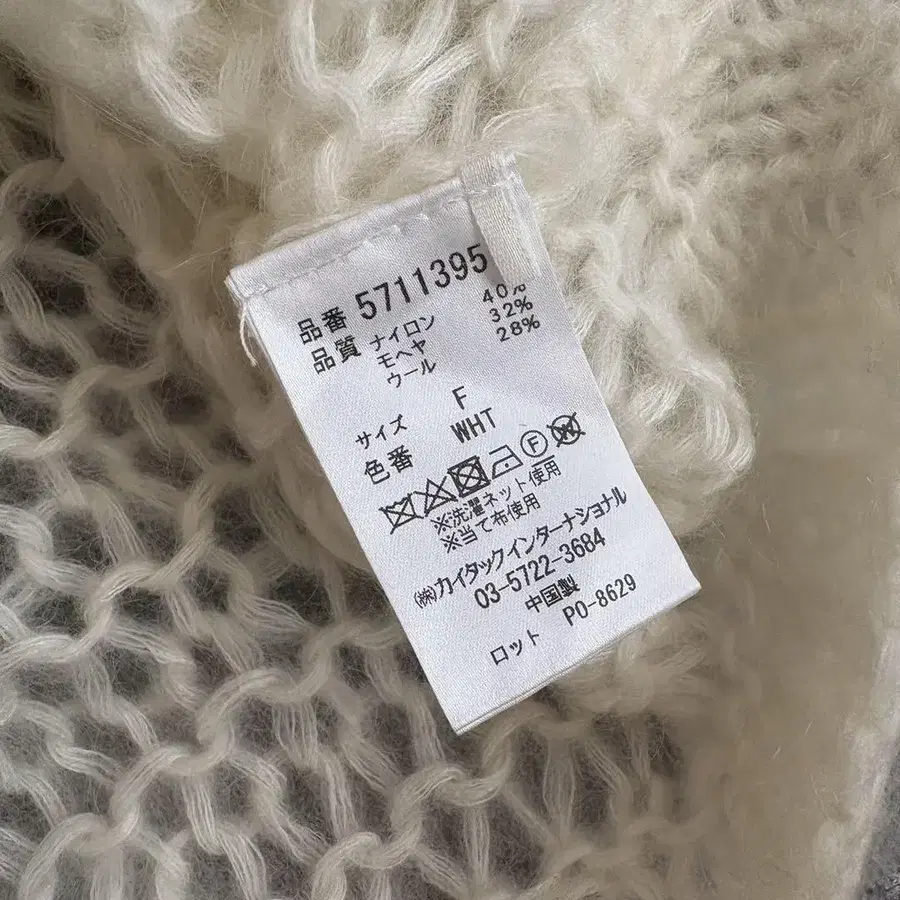 品番 5711395
品質 ナイロン 40%
モヘヤ 32%
ウール 28%
サイズ F
色番 WHT
F
※洗濯ネット使用
※当て布使用
㈱カイタックインターナショナル
03-5722-3684
中国製
ロット PO-8629